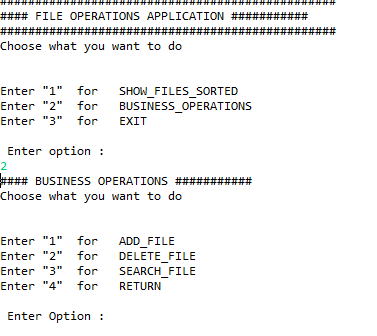 ################################################
#### FILE OPERATIONS APPLICATION ###########
################################################
Choose what you want to do
Enter "1"  for   SHOW_FILES_SORTED
Enter "2"  for   BUSINESS_OPERATIONS
Enter "3"  for   EXIT
Enter option :
2
#### BUSINESS OPERATIONS ###########
Choose what you want to do
Enter "1"  for   ADD_FILE
Enter "2"  for   DELETE_FILE
Enter "3"  for   SEARCH_FILE
Enter "4"  for   RETURN
Enter Option :